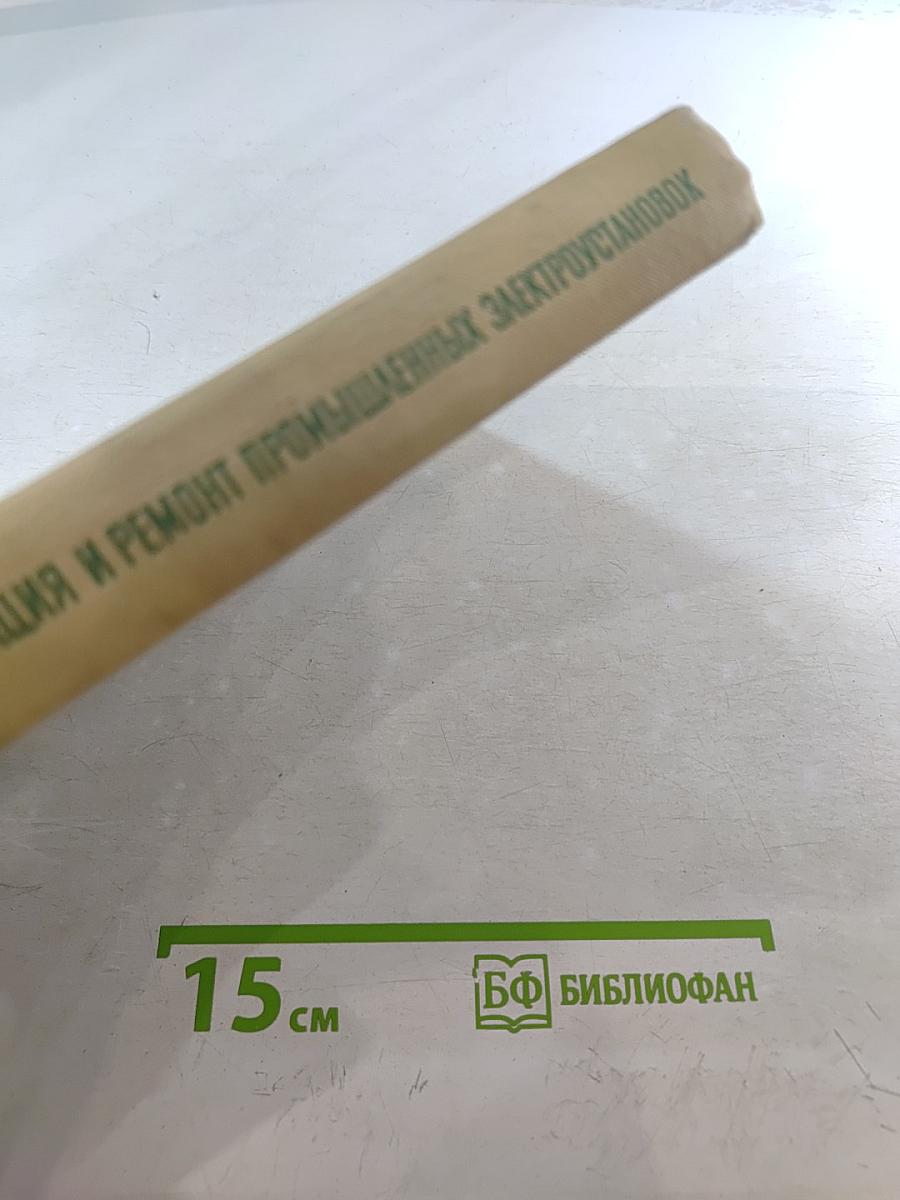 ЦИЯ И РЕМОНТ ПРОМЫШЛЕННЫХ ЭЛЕКТРОУСТАНОВОК
15 см
БФ БИБЛИОФАН